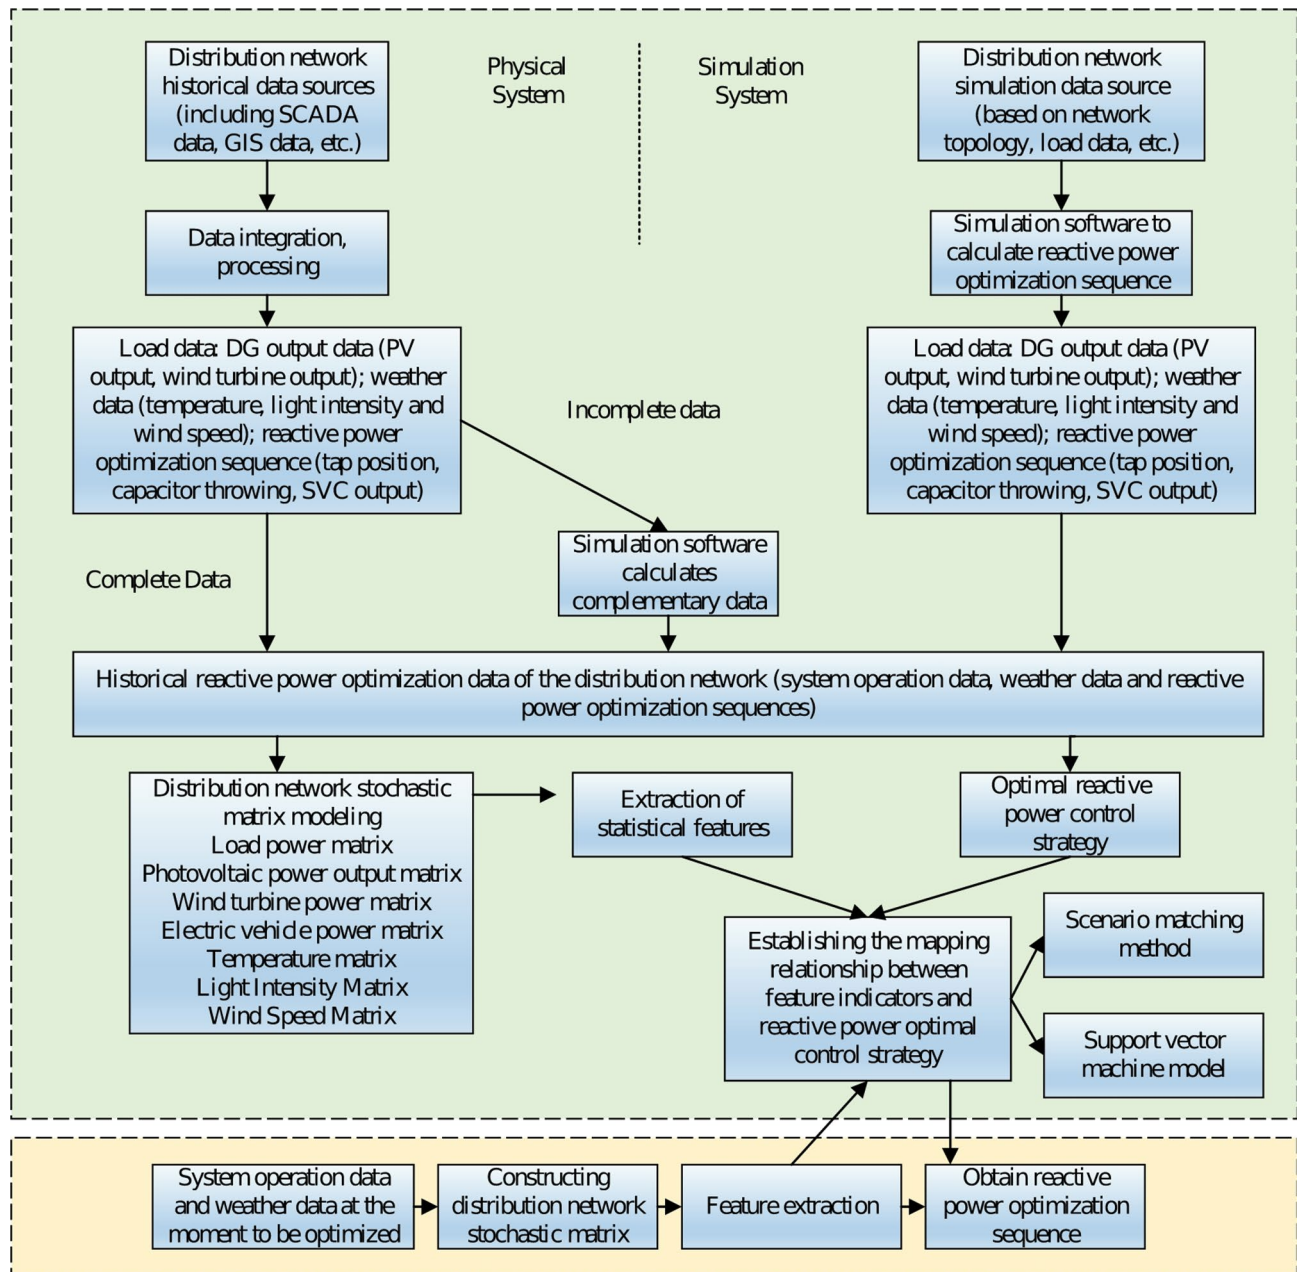 Distribution network
historical data sources
(including SCADA
data, GIS data, etc.)
Physical
System
Simulation
System
Distribution network
simulation data source
(based on network
topology, load data, etc.)
Data integration,
processing
Simulation software to
calculate reactive power
optimization sequence
Load data: DG output data (PV
output, wind turbine output); weather
data (temperature, light intensity and
wind speed); reactive power
optimization sequence (tap position,
capacitor throwing, SVC output)
Incomplete data
Load data: DG output data (PV
output, wind turbine output); weather
data (temperature, light intensity and
wind speed); reactive power
optimization sequence (tap position,
capacitor throwing, SVC output)
Complete Data
Simulation software
calculates
complementary data
Historical reactive power optimization data of the distribution network (system operation data, weather data and reactive
power optimization sequences)
Distribution network stochastic
matrix modeling
Load power matrix
Photovoltaic power output matrix
Wind turbine power matrix
Electric vehicle power matrix
Temperature matrix
Light Intensity Matrix
Wind Speed Matrix
Extraction of
statistical features
Optimal reactive
power control
strategy
Establishing the mapping
relationship between
feature indicators and
reactive power optimal
control strategy
Scenario matching
method
Support vector
machine model
System operation data
and weather data at the
moment to be optimized
Constructing
distribution network
stochastic matrix
Feature extraction
Obtain reactive
power optimization
sequence